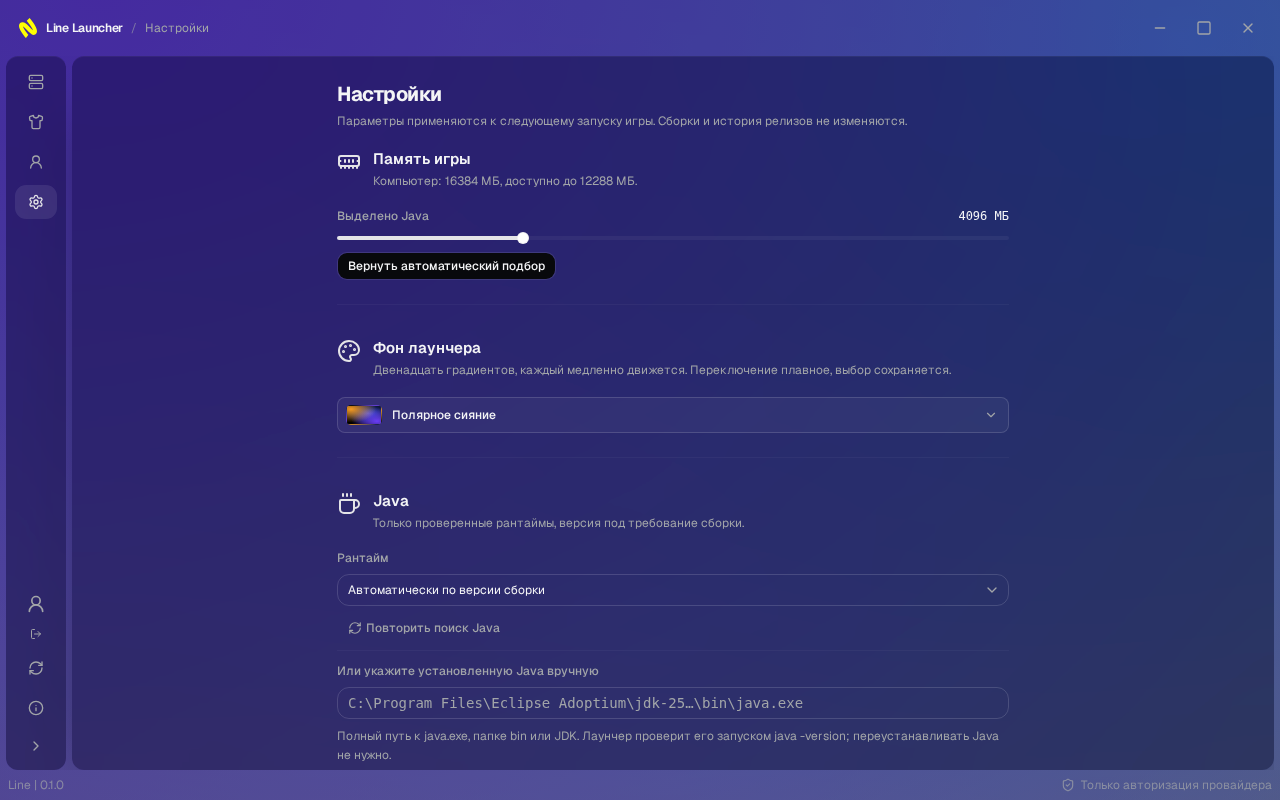 Line Launcher / Настройки
Настройки
Параметры применяются к следующему запуску игры. Сборки и история релизов не изменяются.
Память игры
Компьютер: 16384 МБ, доступно до 12288 МБ.
Выделено Java 4096 МБ
Вернуть автоматический подбор
Фон лаунчера
Двенадцать градиентов, каждый медленно движется. Переключение плавное, выбор сохраняется.
Полярное сияние
Java
Только проверенные рантаймы, версия под требование сборки.
Рантайм
Автоматически по версии сборки
Повторить поиск Java
Или укажите установленную Java вручную
C:\Program Files\Eclipse Adoptium\jdk-25…\bin\java.exe
Полный путь к java.exe, папке bin или JDK. Лаунчер проверит его запуском java -version; переустанавливать Java
не нужно.
Line | 0.1.0 Только авторизация провайдера